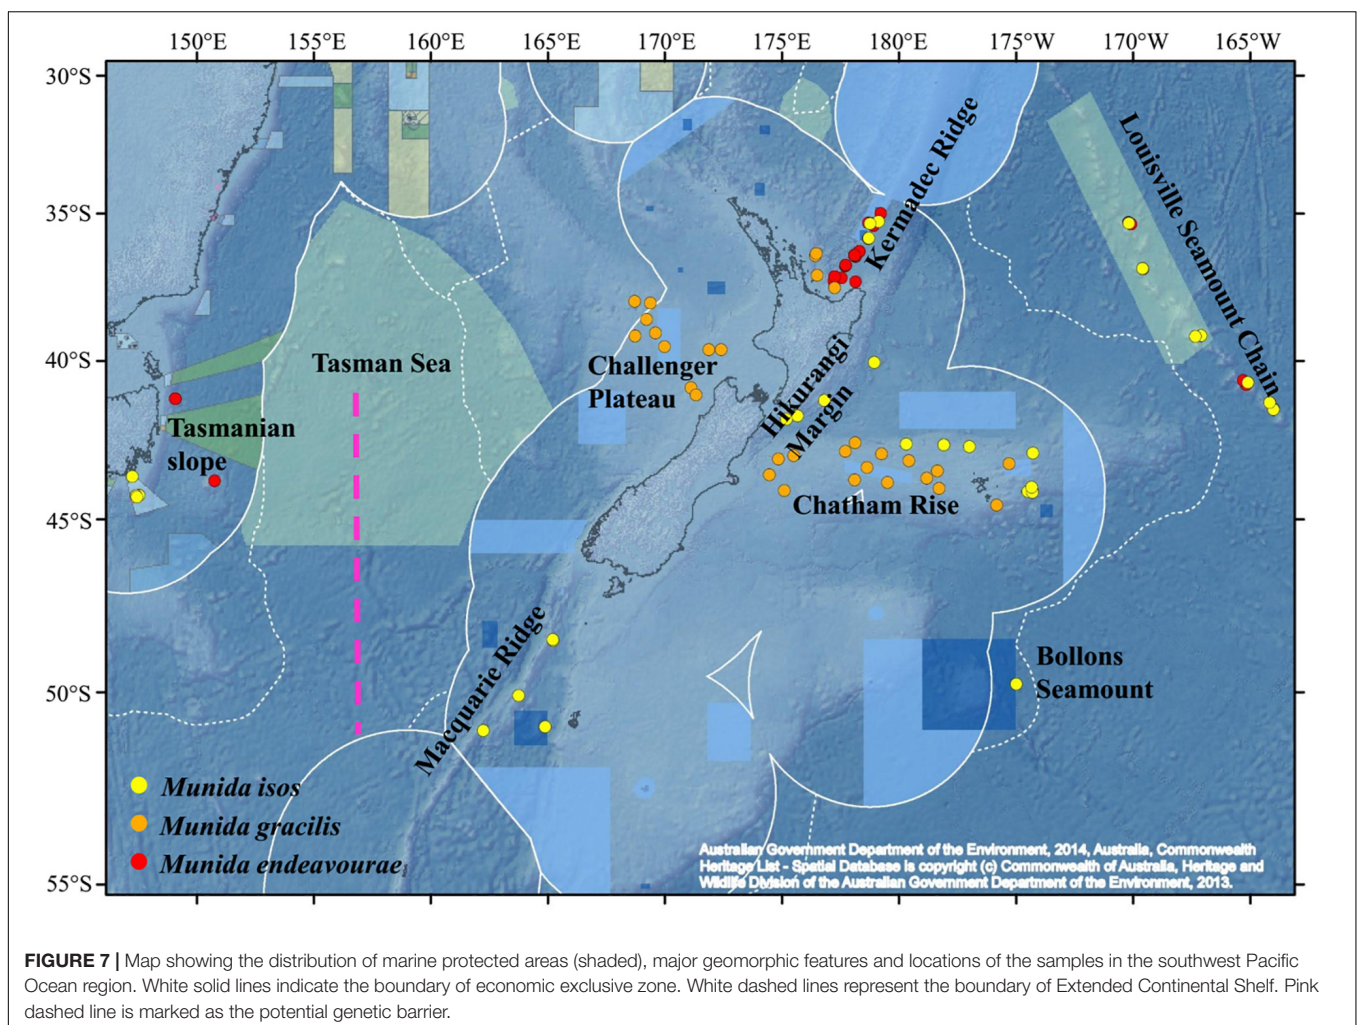 150°E 155°E 160°E 165°E 170°E 175°E 180°E 175°W 170°W 165°W
30°S
35°S
40°S
45°S
50°S
55°S
Kermadec Ridge
Louisville Seamount Chain
Tasman Sea
Challenger
Plateau
Hikurangi
Margin
Tasmanian
slope
Chatham Rise
Macquarie Ridge
Bollons
Seamount
Munida isos
Munida gracilis
Munida endeavourae
Australian Government Department of the Environment, 2014, Australia, Commonwealth
Heritage List - Spatial Database is copyright (c) Commonwealth of Australia, Heritage and
Wildlife Division of the Australian Government Department of the Environment, 2013.
FIGURE 7 | Map showing the distribution of marine protected areas (shaded), major geomorphic features and locations of the samples in the southwest Pacific
Ocean region. White solid lines indicate the boundary of economic exclusive zone. White dashed lines represent the boundary of Extended Continental Shelf. Pink
dashed line is marked as the potential genetic barrier.